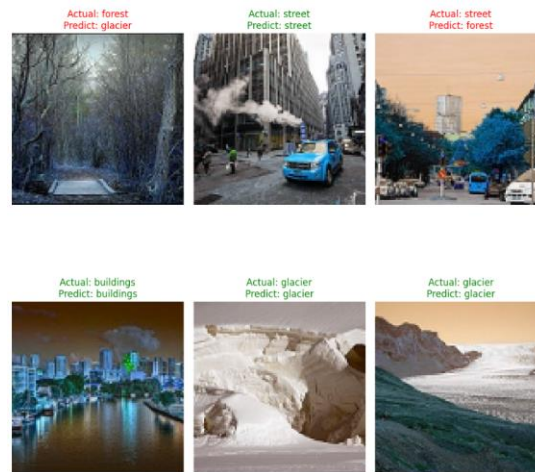 Actual: forest
Predict: glacier
Actual: street
Predict: street
Actual: street
Predict: forest
Actual: buildings
Predict: buildings
Actual: glacier
Predict: glacier
Actual: glacier
Predict: glacier